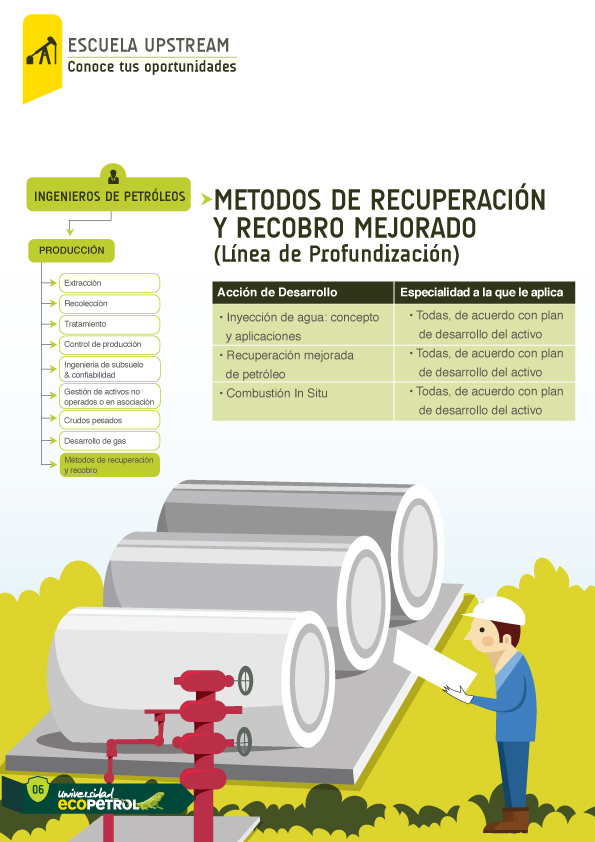 ESCUELA UPSTREAM
Conoce tus oportunidades
INGENIEROS DE PETRÓLEOS
PRODUCCIÓN
Extracción
Recolección
Tratamiento
Control de producción
Ingenieria de subsuelo
& confiabilidad
Gestión de activos no
operados o en asociación
Crudos pesados
Desarrollo de gas
Métodos de recuperación
y recobro
METODOS DE RECUPERACIÓN
Y RECOBRO MEJORADO
(Línea de Profundización)
Acción de Desarrollo Especialidad a la que le aplica
• Inyección de agua: concepto • Todas, de acuerdo con plan
y aplicaciones de desarrollo del activo
• Recuperación mejorada • Todas, de acuerdo con plan
de petróleo de desarrollo del activo
• Combustión In Situ • Todas, de acuerdo con plan
de desarrollo del activo
06
universidad
ecopetrol